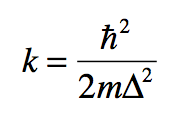 k = ħ² / 2mΔ²